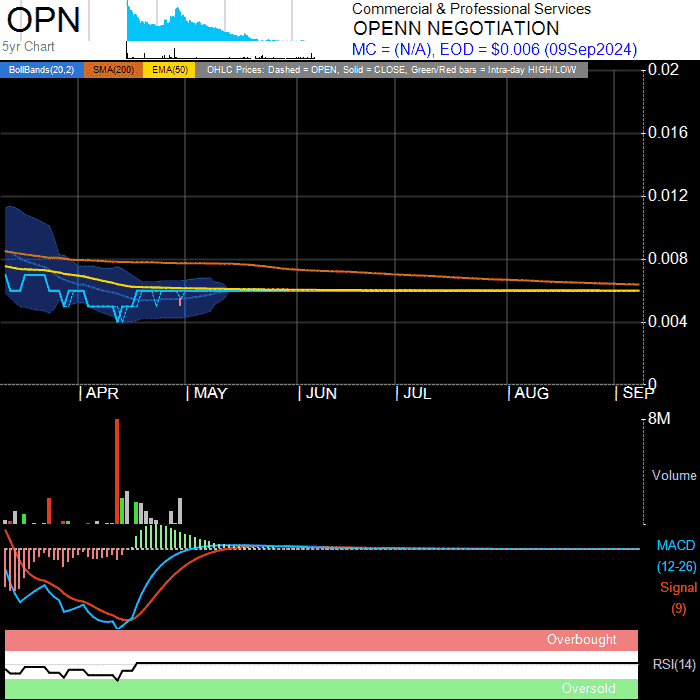 OPN
5yr Chart
Commercial & Professional Services
OPENN NEGOTIATION
MC = (N/A), EOD = $0.006 (09Sep2024)
BollBands(20,2) SMA(200) EMA(50) OHLC Prices: Dashed = OPEN, Solid = CLOSE, Green/Red bars = Intra-day HIGH/LOW
0.02
0.016
0.012
0.008
0.004
0
APR MAY JUN JUL AUG SEP
8M
Volume
MACD
(12-26)
Signal
(9)
Overbought
RSI(14)
Oversold